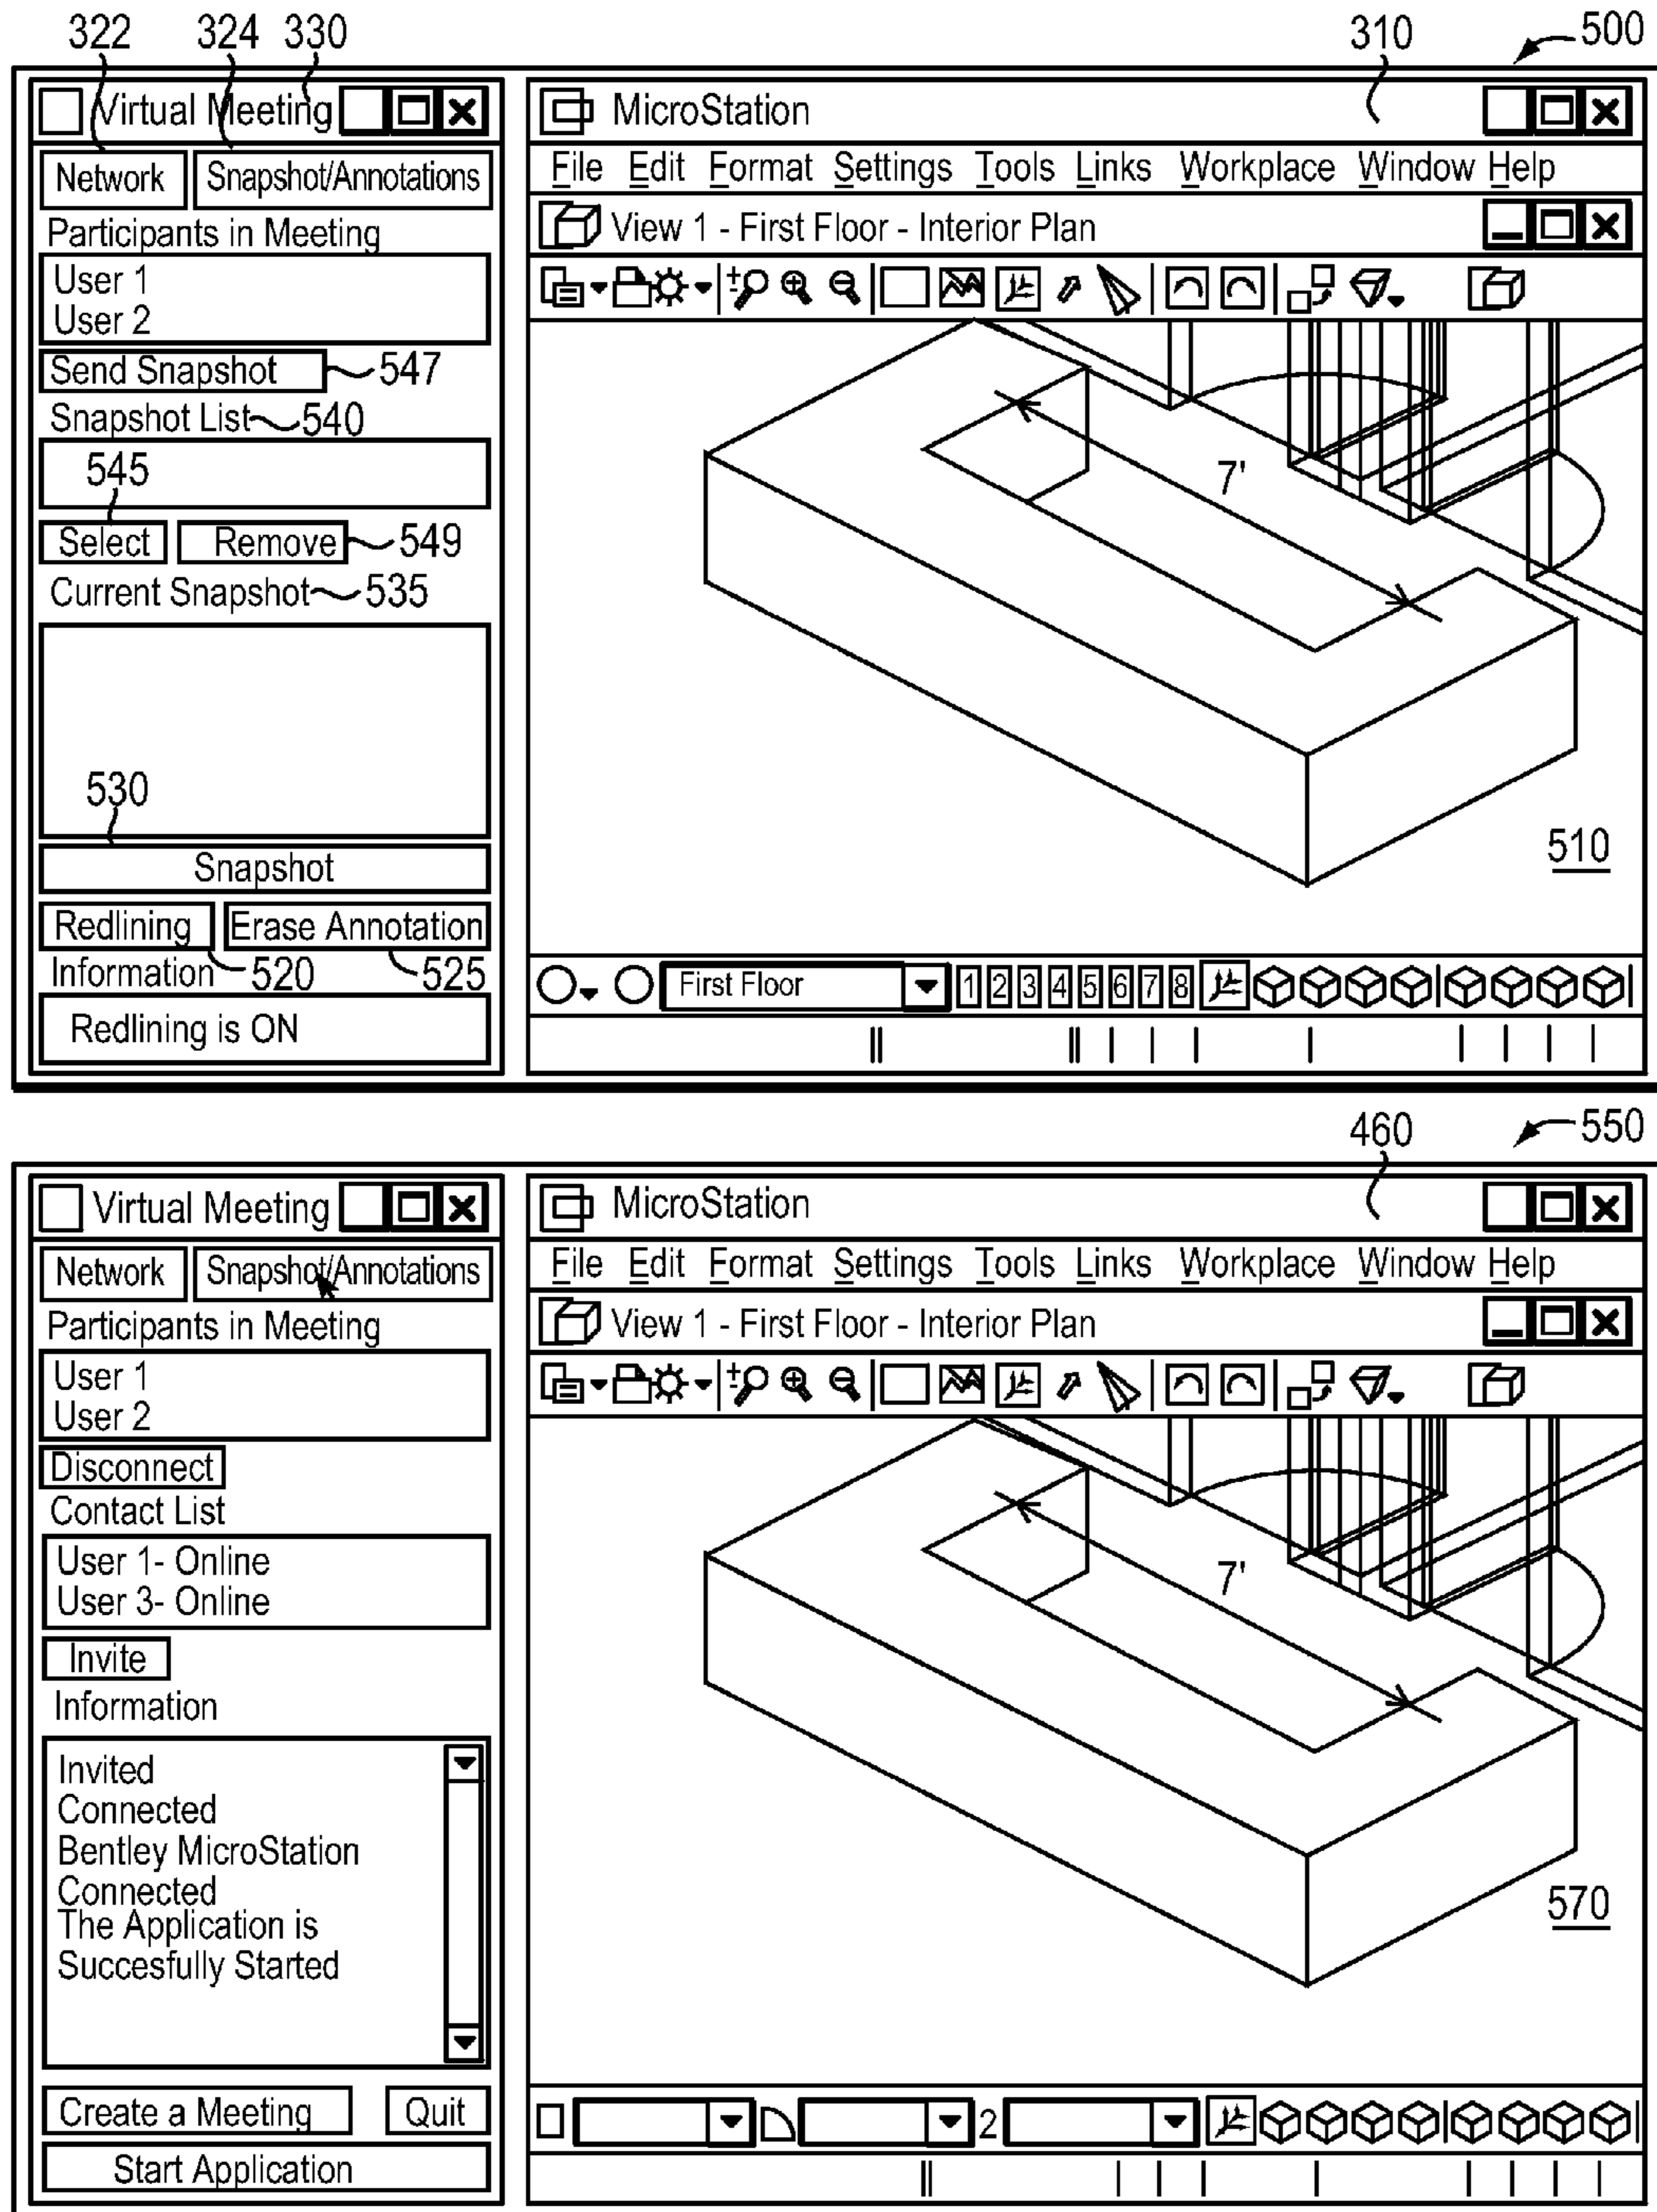 322 324 330 310 500
Virtual Meeting
Network Snapshot/Annotations
Participants in Meeting
User 1
User 2
Send Snapshot 547
Snapshot List 540
545
Select Remove 549
Current Snapshot 535
530
Snapshot
Redlining Erase Annotation
Information 520 525
Redlining is ON
MicroStation
File Edit Format Settings Tools Links Workplace Window Help
View 1 - First Floor - Interior Plan
7'
510
First Floor 1 2 3 4 5 6 7 8
460 550
Virtual Meeting
Network Snapshot/Annotations
Participants in Meeting
User 1
User 2
Disconnect
Contact List
User 1- Online
User 3- Online
Invite
Information
Invited
Connected
Bentley MicroStation
Connected
The Application is
Succesfully Started
Create a Meeting Quit
Start Application
MicroStation
File Edit Format Settings Tools Links Workplace Window Help
View 1 - First Floor - Interior Plan
7'
570
2